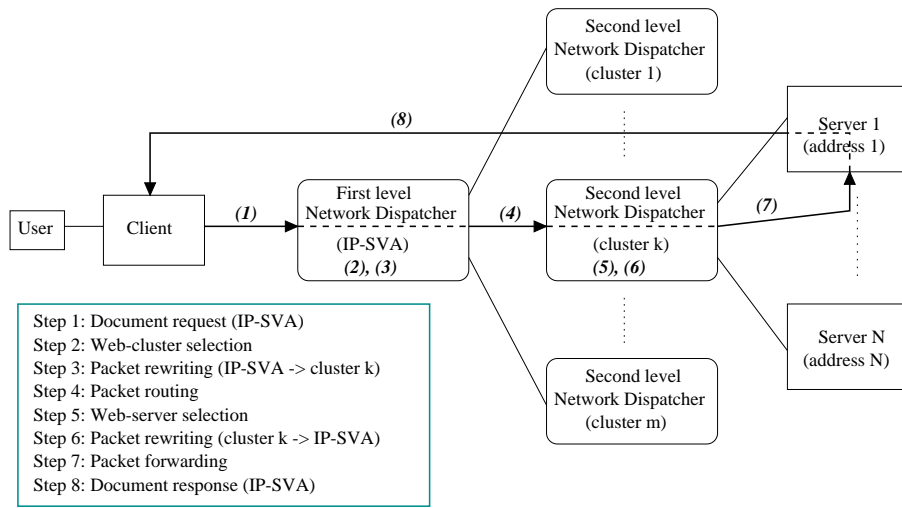 Second level
Network Dispatcher
(cluster 1)
(8)
Server 1
(address 1)
User
Client
(1)
First level
Network Dispatcher
(IP-SVA)
(2), (3)
(4)
Second level
Network Dispatcher
(cluster k)
(5), (6)
(7)
Server N
(address N)
Second level
Network Dispatcher
(cluster m)
Step 1: Document request (IP-SVA)
Step 2: Web-cluster selection
Step 3: Packet rewriting (IP-SVA -> cluster k)
Step 4: Packet routing
Step 5: Web-server selection
Step 6: Packet rewriting (cluster k -> IP-SVA)
Step 7: Packet forwarding
Step 8: Document response (IP-SVA)